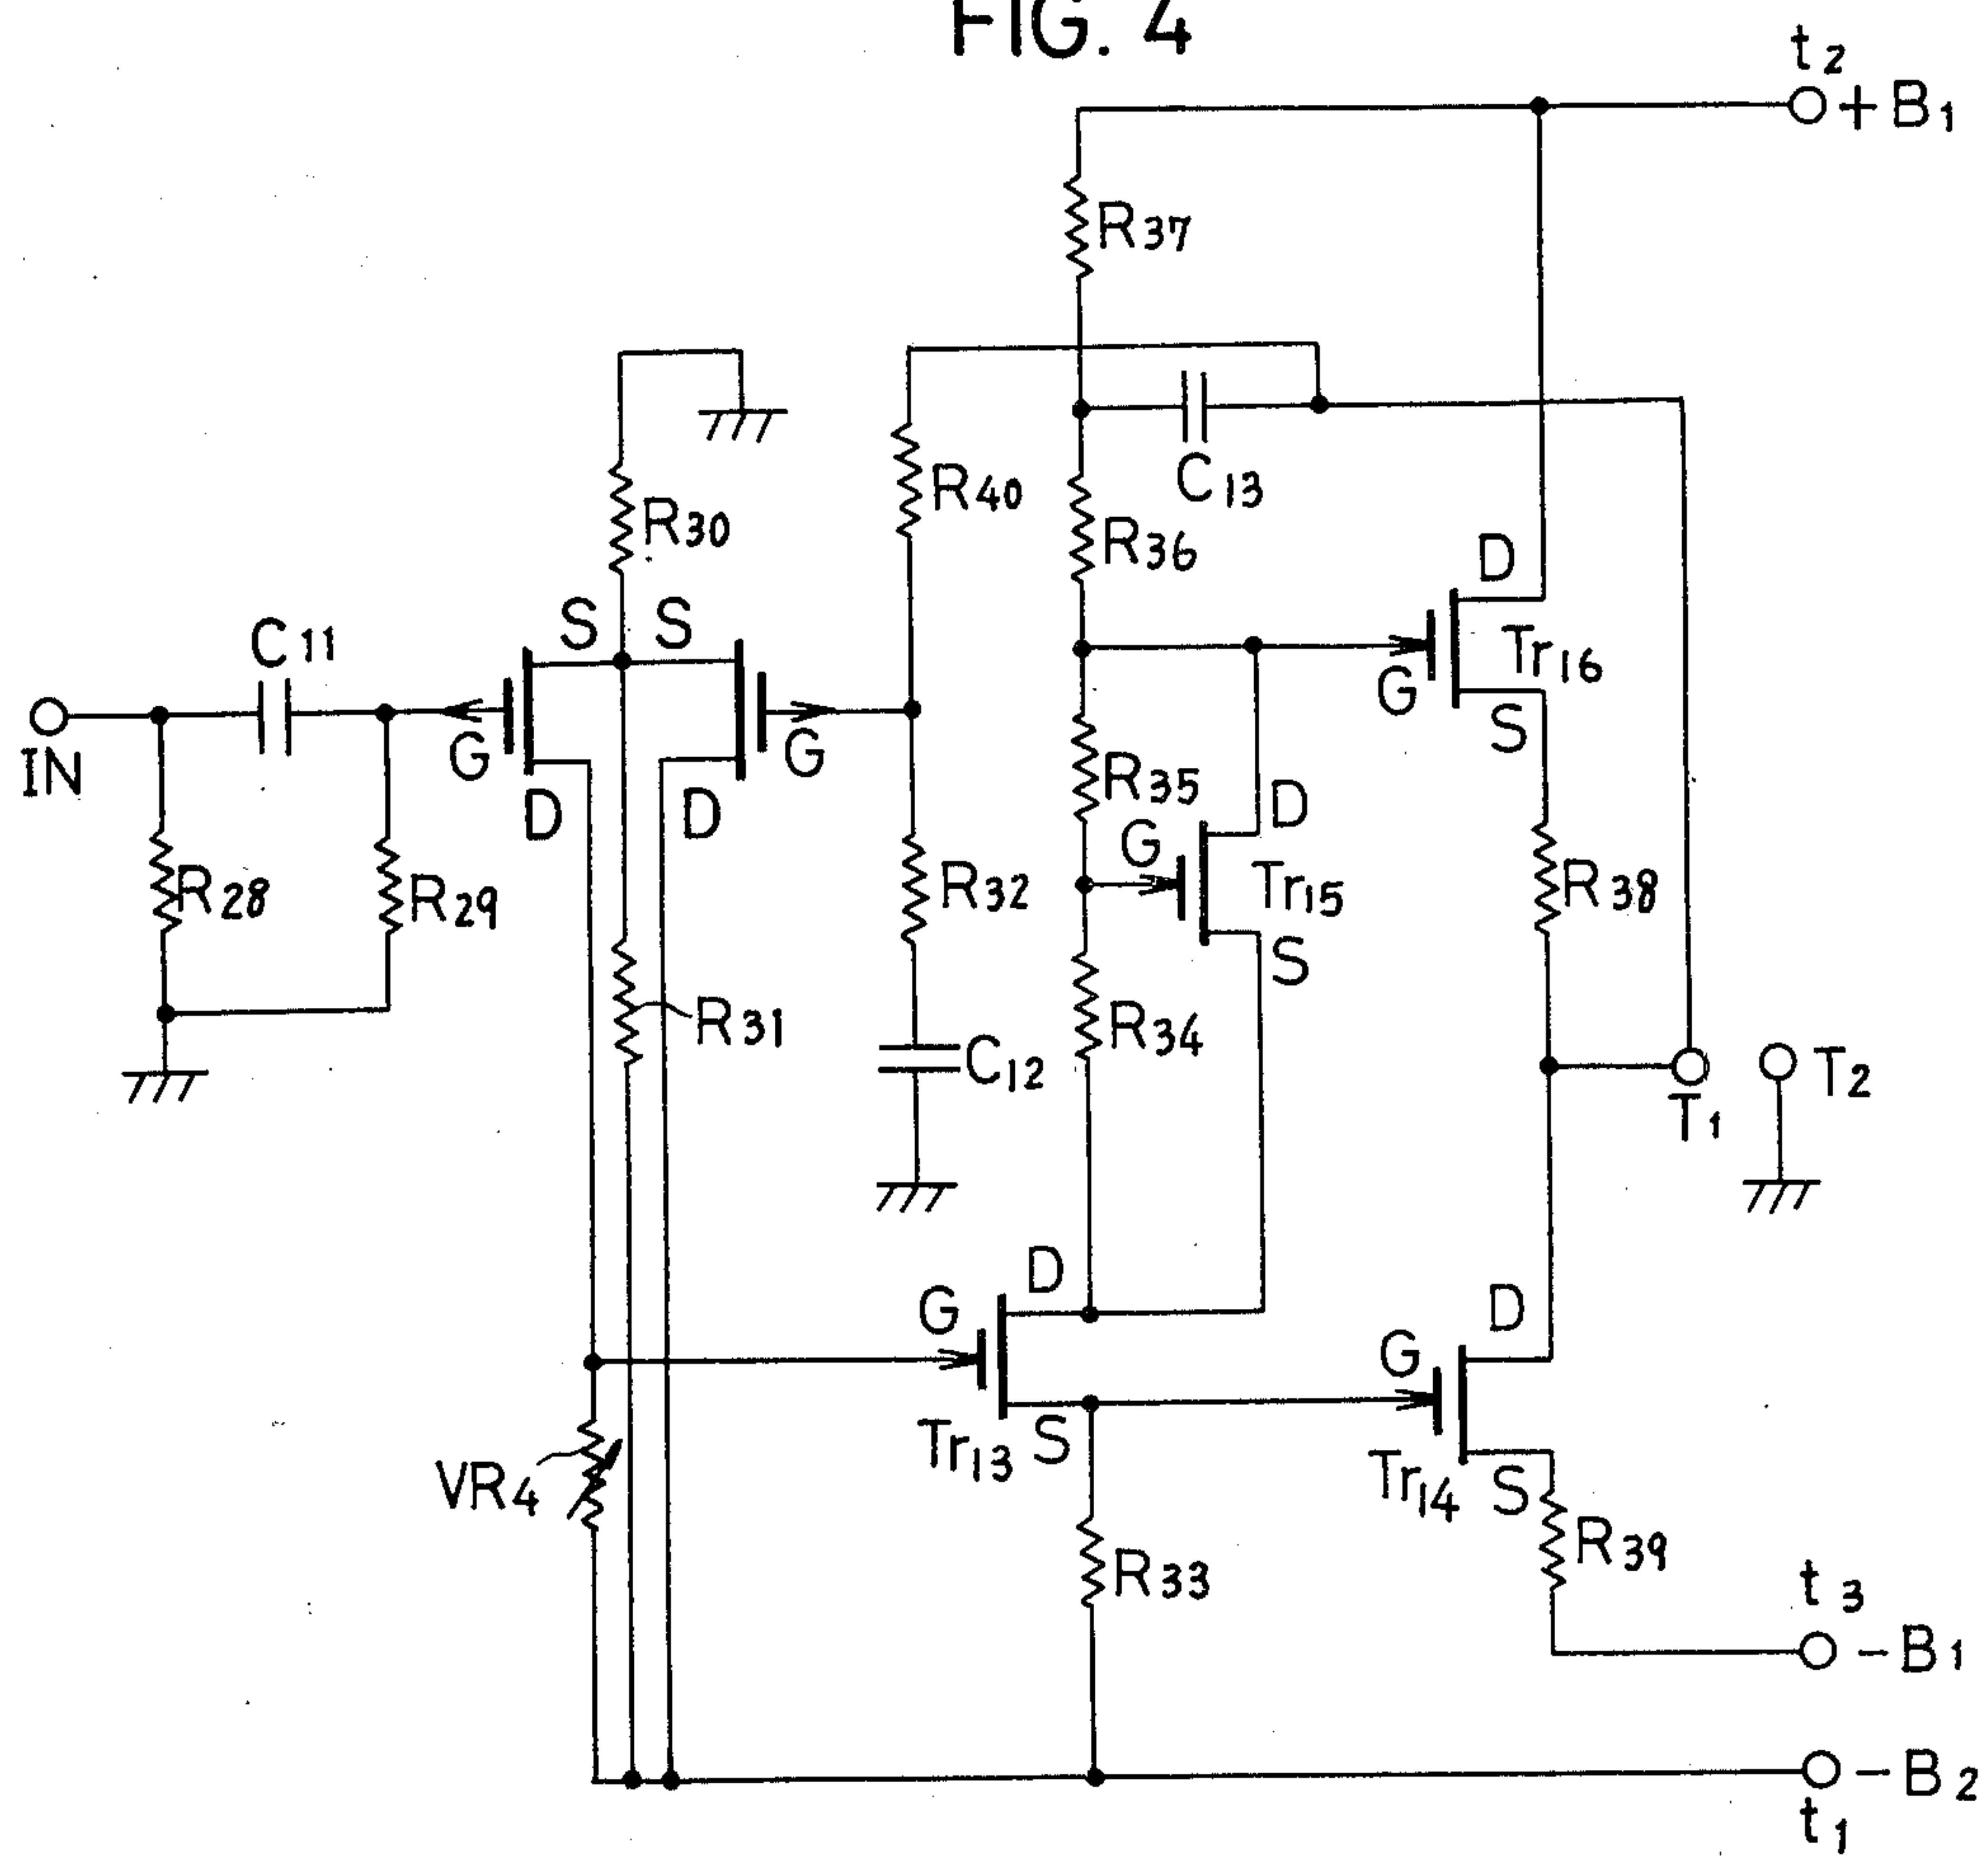 FIG. 4
t2
+B1
R37
R40
C13
R30
R36
D
S S
C11
Tr16
G
S
IN
G
G
D
D
R35
D
G
R28
R29
R32
Tr15
R38
S
R31
R34
C12
T2
T1
D
G
D
G
Tr13
S
VR4
Tr14
S
R39
R33
t3
-B1
-B2
t1